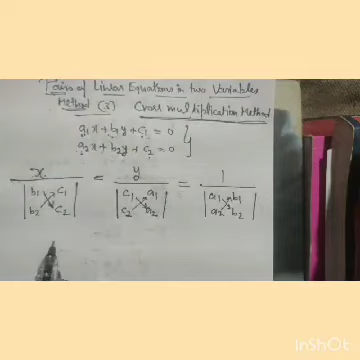 Pairs of Linear Equations in two Variables
Method (3) Cross multiplication Method
a₁x + b₁y + c₁ = 0
a₂x + b₂y + c₂ = 0
x = y = 1
b₁ c₁ c₁ a₁ a₁ b₁
b₂ c₂ c₂ a₂ a₂ b₂
InShOt